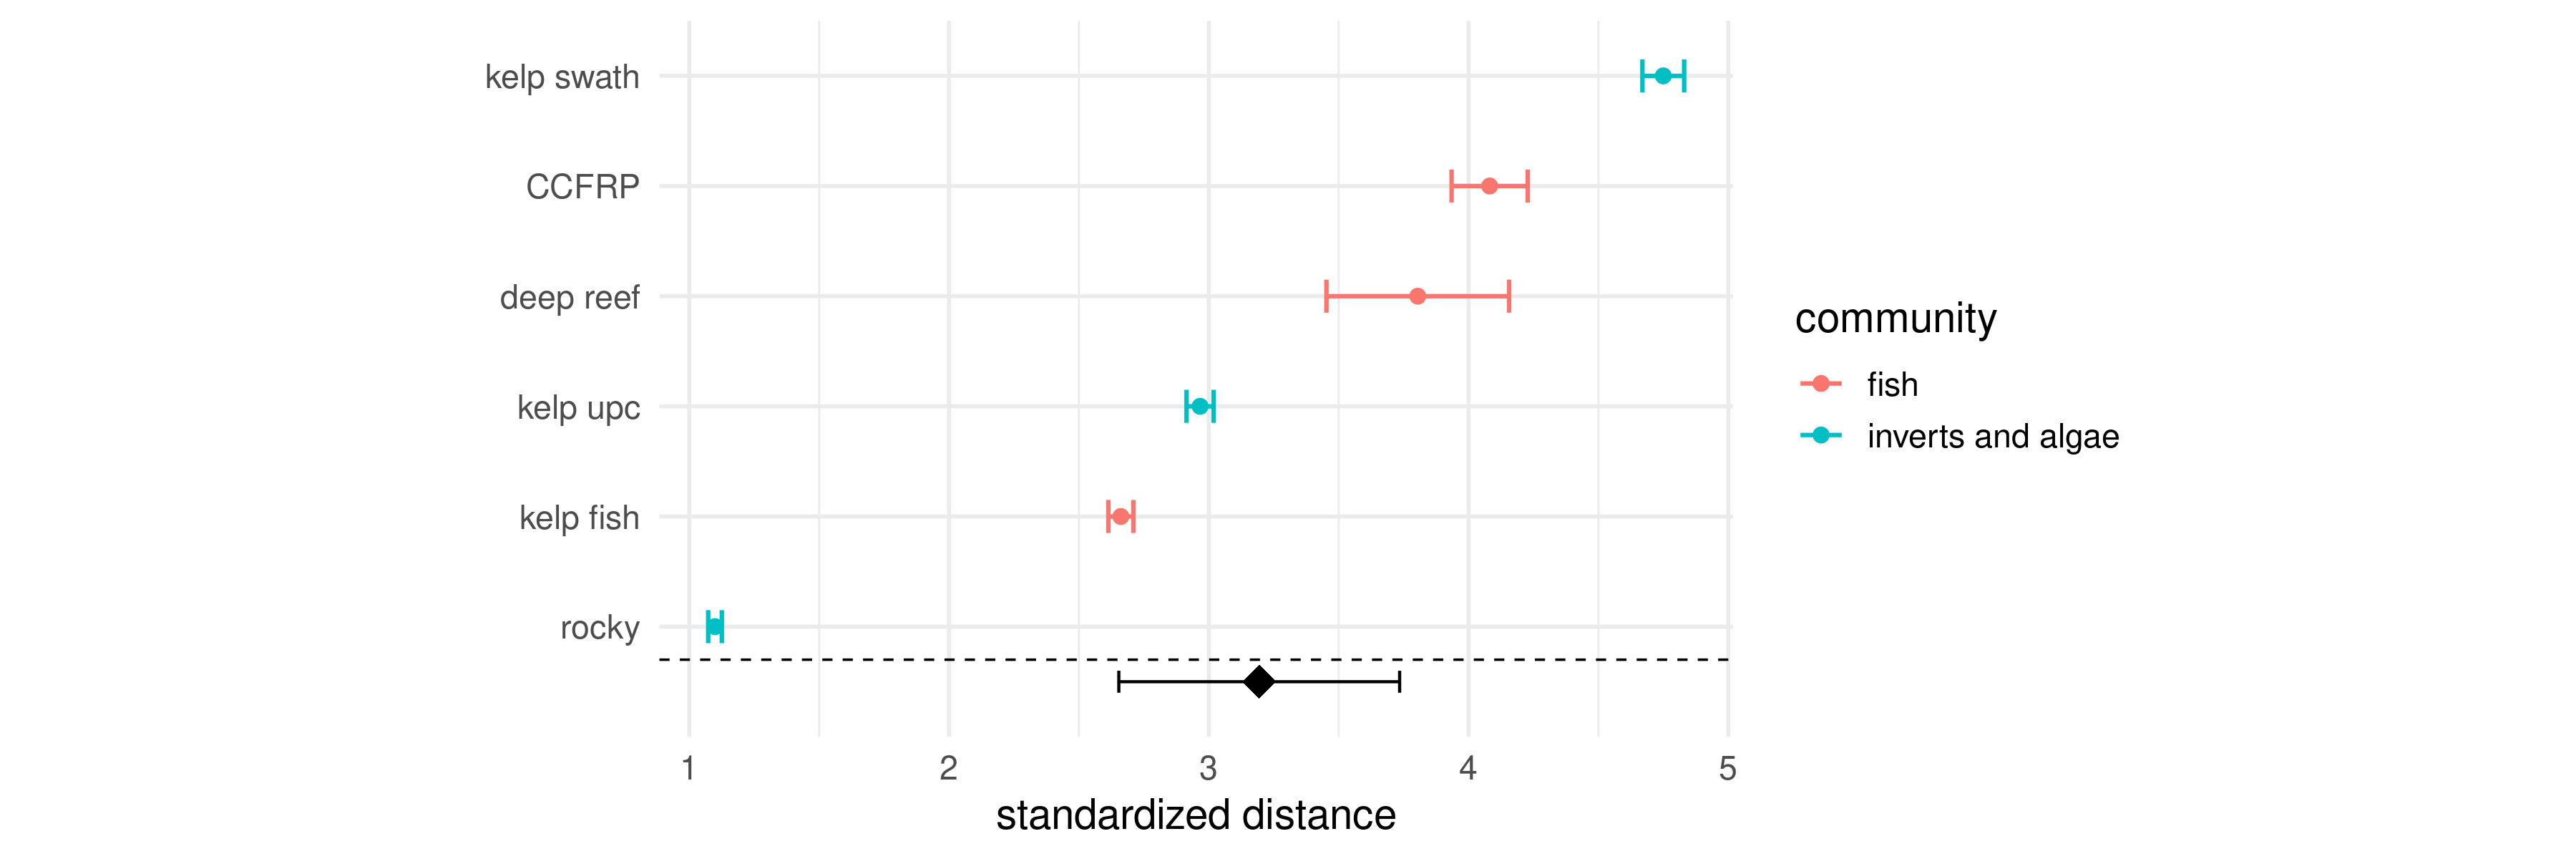 kelp swath
CCFRP
deep reef
kelp upc
kelp fish
rocky
1 2 3 4 5
standardized distance
community
fish
inverts and algae